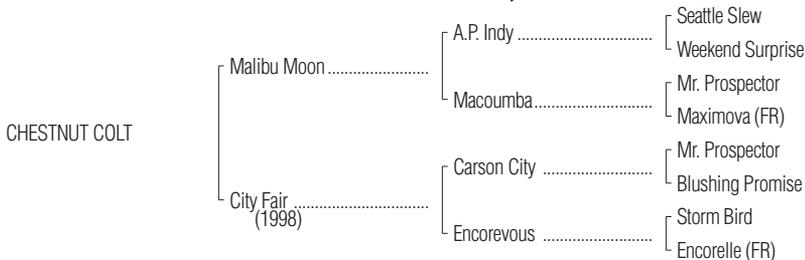 Seattle Slew
A.P. Indy ..............................
Weekend Surprise
Malibu Moon .......................
Mr. Prospector
Macoumba..........................
Maximova (FR)
CHESTNUT COLT
Mr. Prospector
Carson City ........................
Blushing Promise
City Fair ..............................
(1998)
Storm Bird
Encorevous ........................
Encorelle (FR)